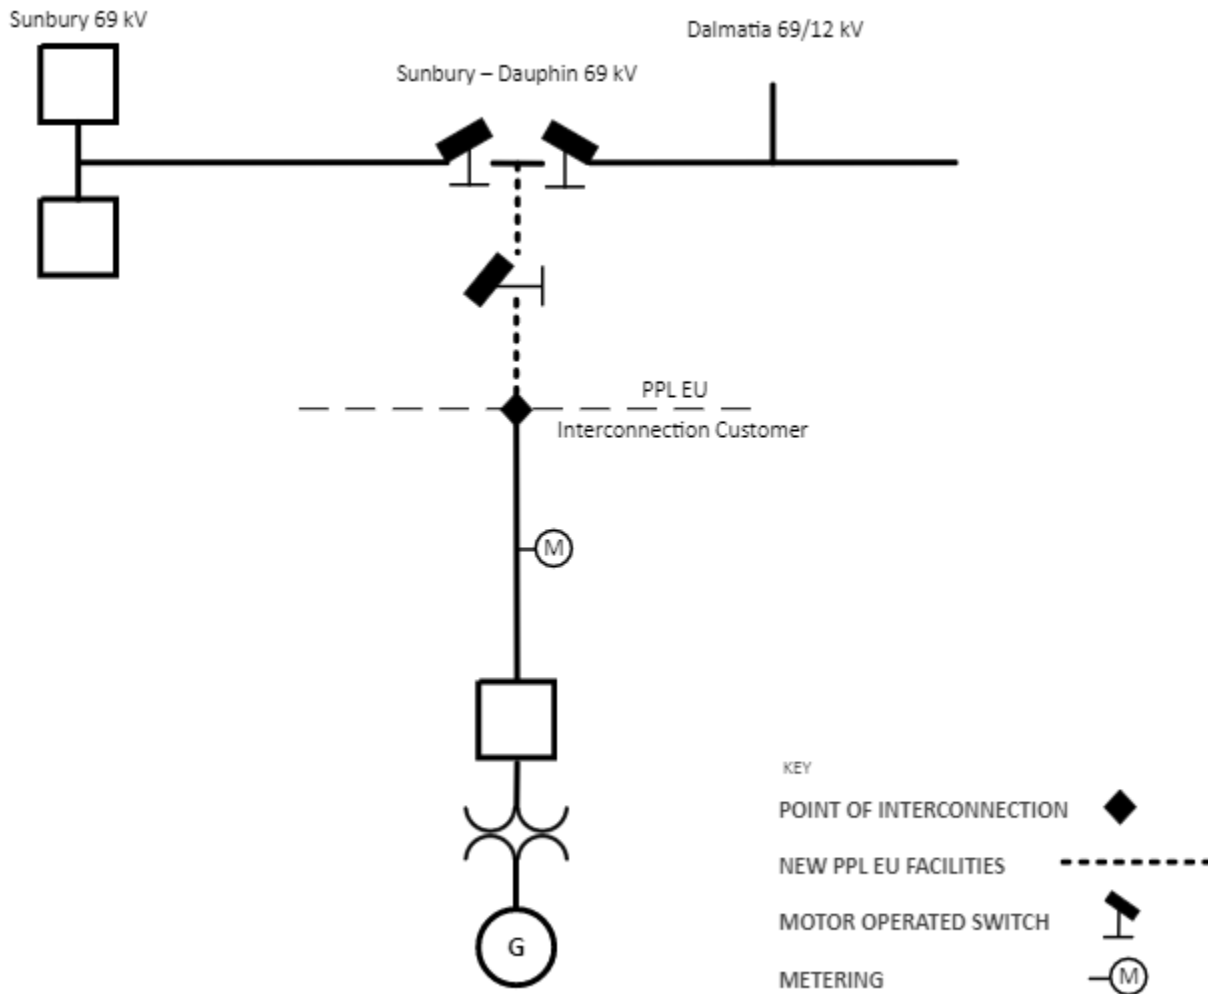 Sunbury 69 kV
Dalmatia 69/12 kV
Sunbury – Dauphin 69 kV
PPL EU
Interconnection Customer
M
G
KEY
POINT OF INTERCONNECTION
NEW PPL EU FACILITIES
MOTOR OPERATED SWITCH
METERING
M